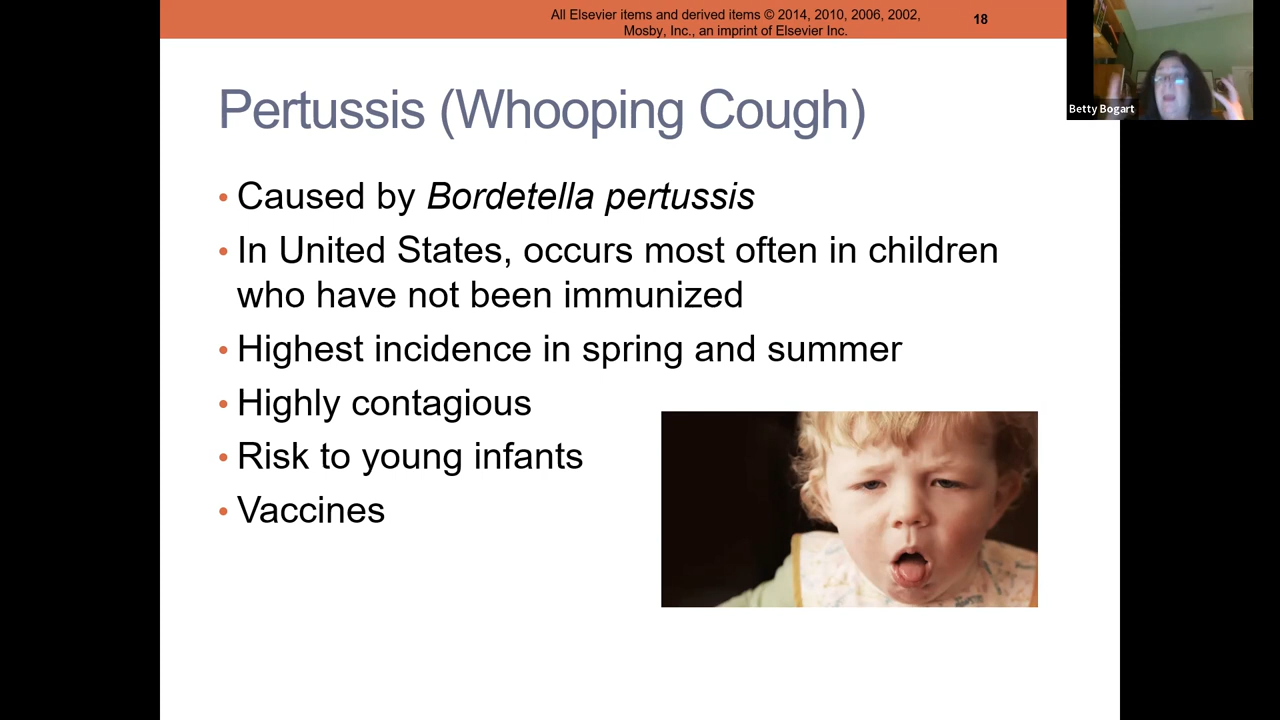 All Elsevier items and derived items © 2014, 2010, 2006, 2002,
Mosby, Inc., an imprint of Elsevier Inc.
18
Betty Bogart
Pertussis (Whooping Cough)
• Caused by Bordetella pertussis
• In United States, occurs most often in children
who have not been immunized
• Highest incidence in spring and summer
• Highly contagious
• Risk to young infants
• Vaccines